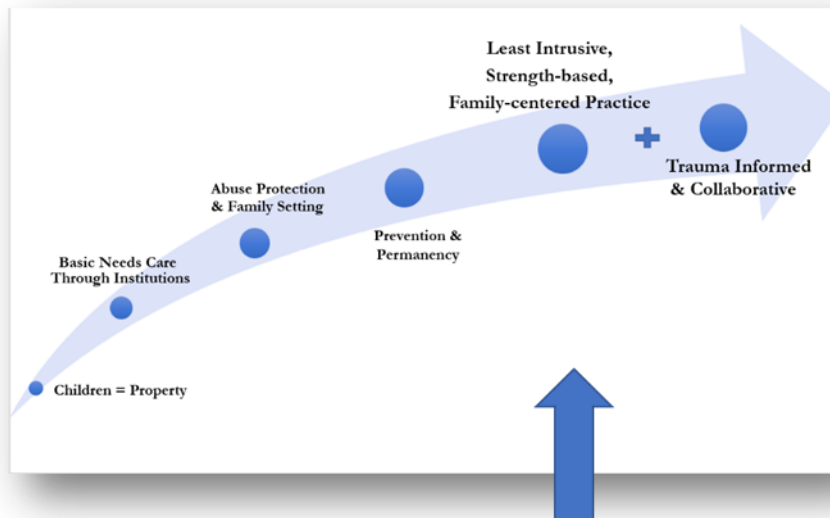 Children = Property
Basic Needs Care
Through Institutions
Abuse Protection
& Family Setting
Prevention &
Permanency
Least Intrusive,
Strength-based,
Family-centered Practice
Trauma Informed
& Collaborative